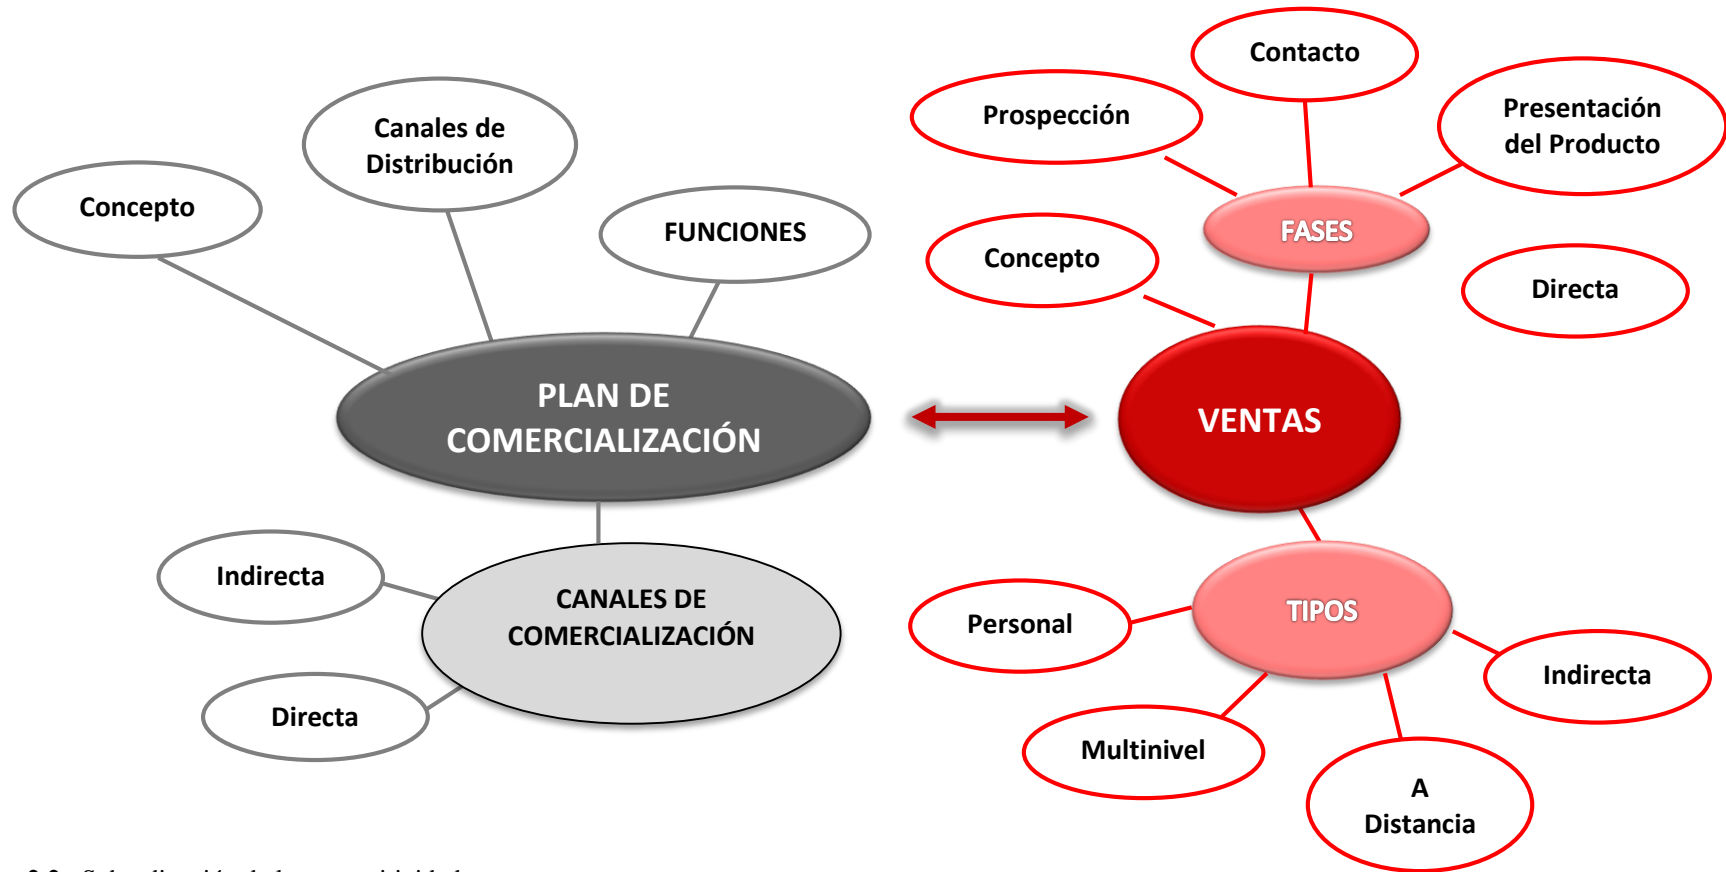 Contacto
Prospección
Presentación
del Producto
Canales de
Distribución
Concepto
FUNCIONES
FASES
Concepto
Directa
PLAN DE
COMERCIALIZACIÓN
VENTAS
Indirecta
CANALES DE
COMERCIALIZACIÓN
TIPOS
Personal
Indirecta
Directa
Multinivel
A
Distancia